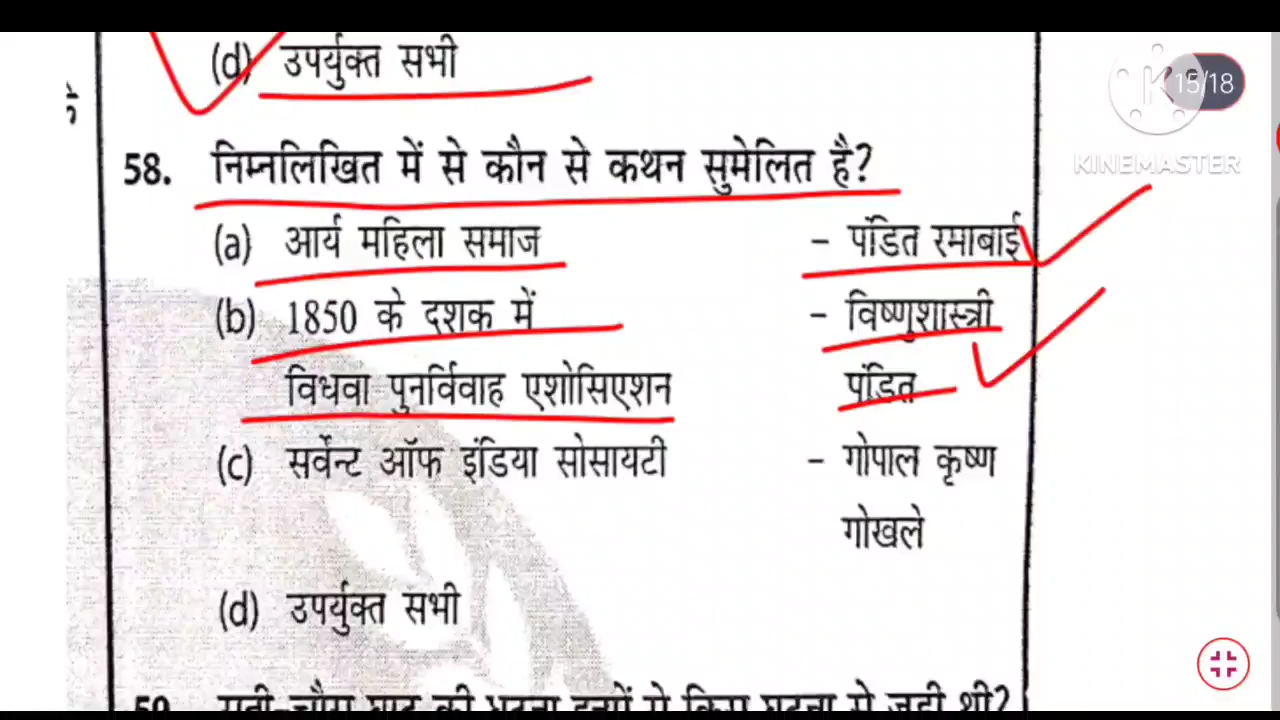 (d) उपर्युक्त सभी
15/18
KINEMASTER
58. निम्नलिखित में से कौन से कथन सुमेलित है?
(a) आर्य महिला समाज - पंडित रमाबाई
(b) 1850 के दशक में - विष्णुशास्त्री
विधवा पुनर्विवाह एशोसिएशन पंडित
(c) सर्वेन्ट ऑफ इंडिया सोसायटी - गोपाल कृष्ण
गोखले
(d) उपर्युक्त सभी
59.